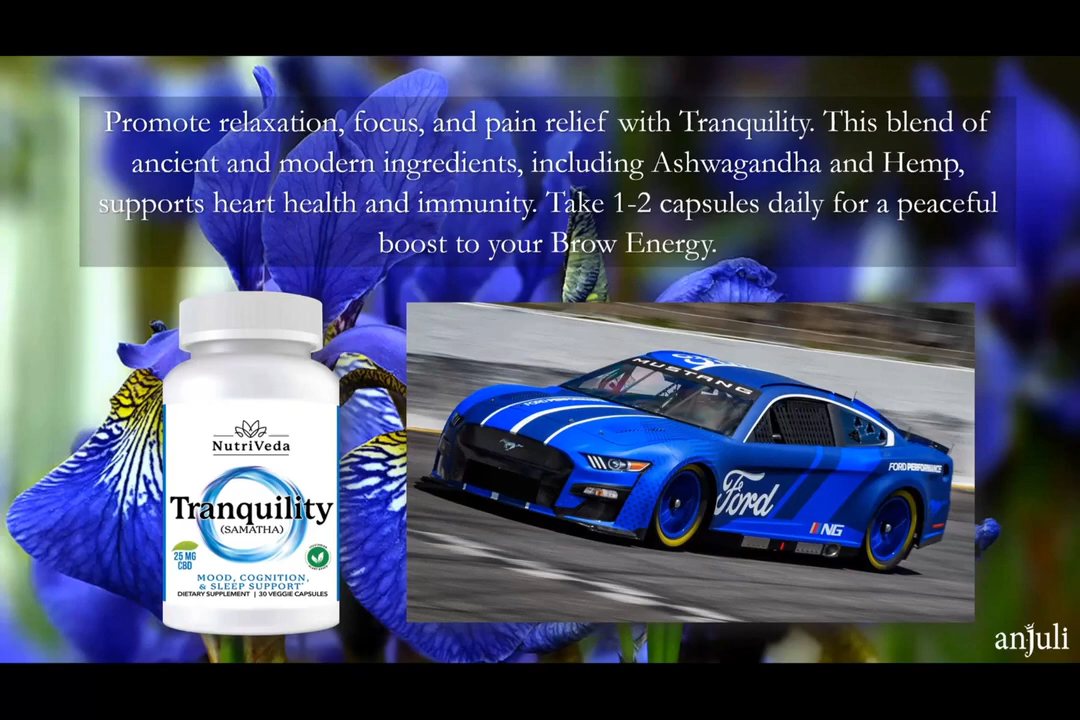 Promote relaxation, focus, and pain relief with Tranquility. This blend of
ancient and modern ingredients, including Ashwagandha and Hemp,
supports heart health and immunity. Take 1-2 capsules daily for a peaceful
boost to your Brow Energy.
NutriVeda
Tranquility
(SAMATHA)
25 MG
CBD
MOOD, COGNITION,
& SLEEP SUPPORT*
DIETARY SUPPLEMENT | 30 VEGGIE CAPSULES
MUSTANG
FORD PERFORMANCE
Ford
NG
anjuli